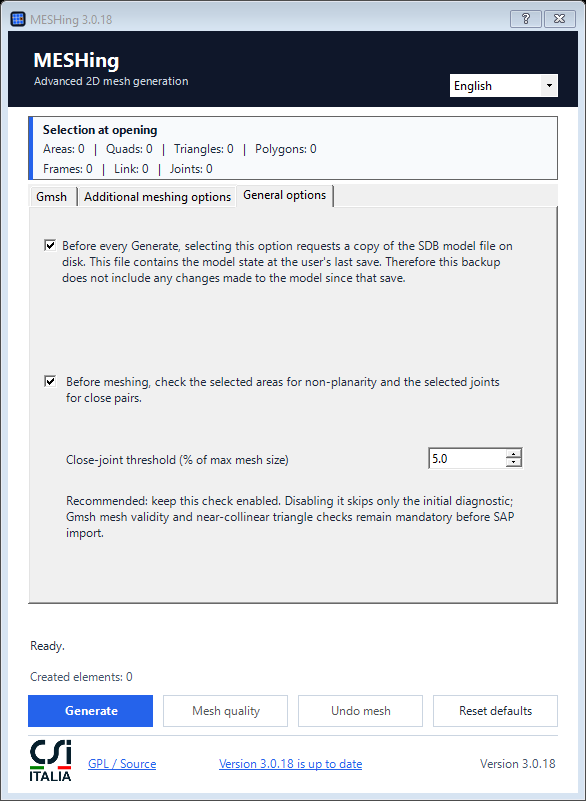 MESHing 3.0.18
MESHing
Advanced 2D mesh generation
English
Selection at opening
Areas: 0 | Quads: 0 | Triangles: 0 | Polygons: 0
Frames: 0 | Link: 0 | Joints: 0
Gmsh Additional meshing options General options
Before every Generate, selecting this option requests a copy of the SDB model file on
disk. This file contains the model state at the user's last save. Therefore this backup
does not include any changes made to the model since that save.
Before meshing, check the selected areas for non-planarity and the selected joints
for close pairs.
Close-joint threshold (% of max mesh size) 5.0
Recommended: keep this check enabled. Disabling it skips only the initial diagnostic;
Gmsh mesh validity and near-collinear triangle checks remain mandatory before SAP
import.
Ready.
Created elements: 0
Generate Mesh quality Undo mesh Reset defaults
CSi
ITALIA
GPL / Source Version 3.0.18 is up to date Version 3.0.18